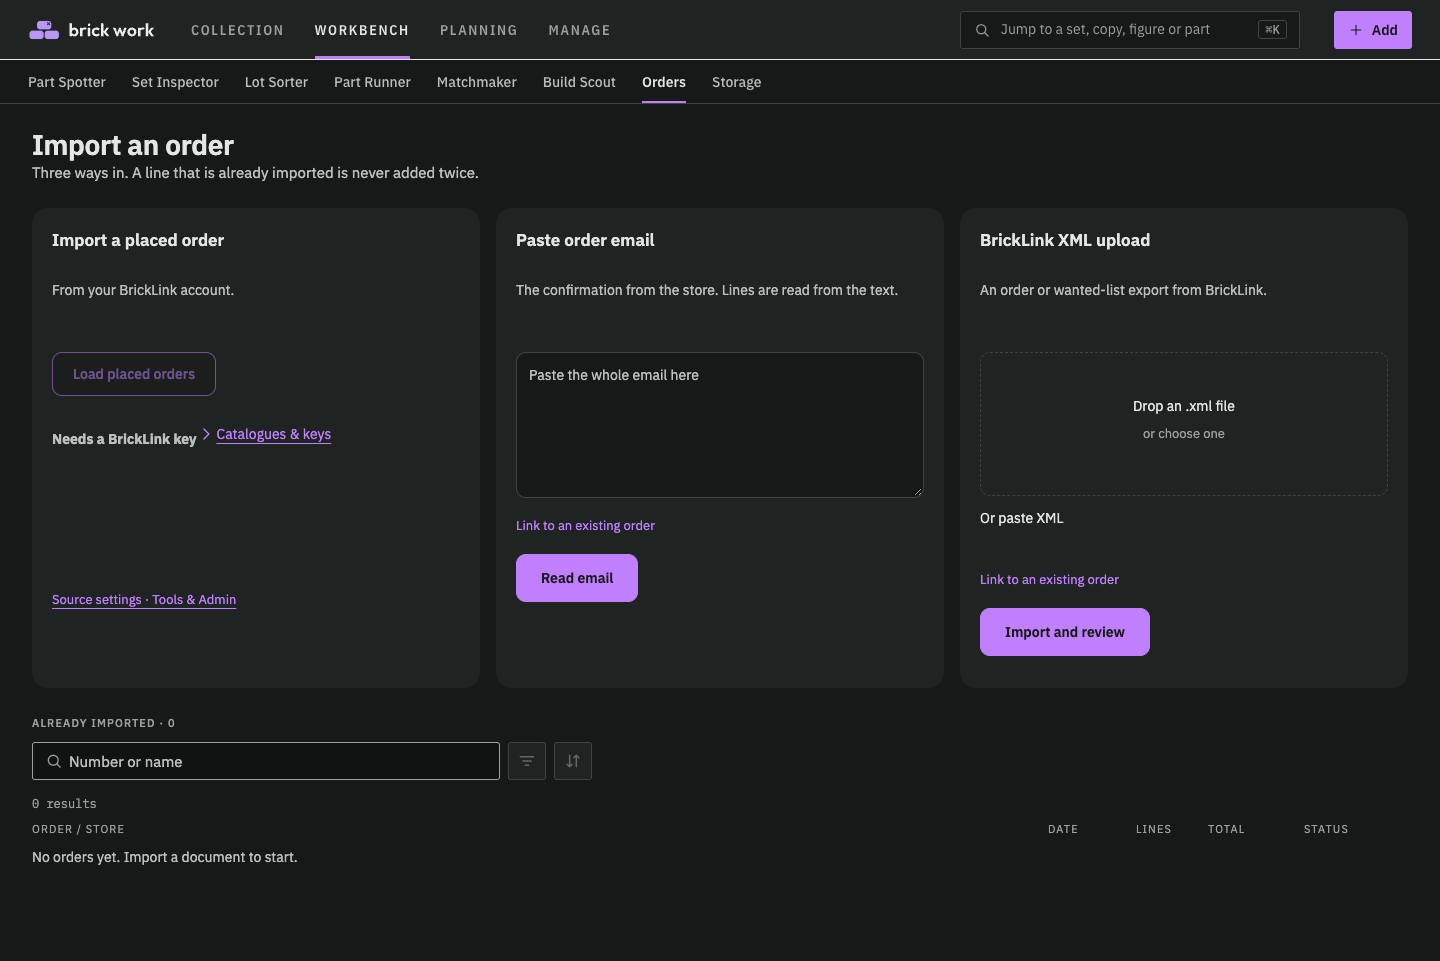 brick work
COLLECTION
WORKBENCH
PLANNING
MANAGE
Jump to a set, copy, figure or part
⌘K
+ Add
Part Spotter
Set Inspector
Lot Sorter
Part Runner
Matchmaker
Build Scout
Orders
Storage
Import an order
Three ways in. A line that is already imported is never added twice.
Import a placed order
From your BrickLink account.
Load placed orders
Needs a BrickLink key > Catalogues & keys
Source settings · Tools & Admin
Paste order email
The confirmation from the store. Lines are read from the text.
Paste the whole email here
Link to an existing order
Read email
BrickLink XML upload
An order or wanted-list export from BrickLink.
Drop an .xml file
or choose one
Or paste XML
Link to an existing order
Import and review
ALREADY IMPORTED · 0
Number or name
0 results
ORDER / STORE
DATE
LINES
TOTAL
STATUS
No orders yet. Import a document to start.